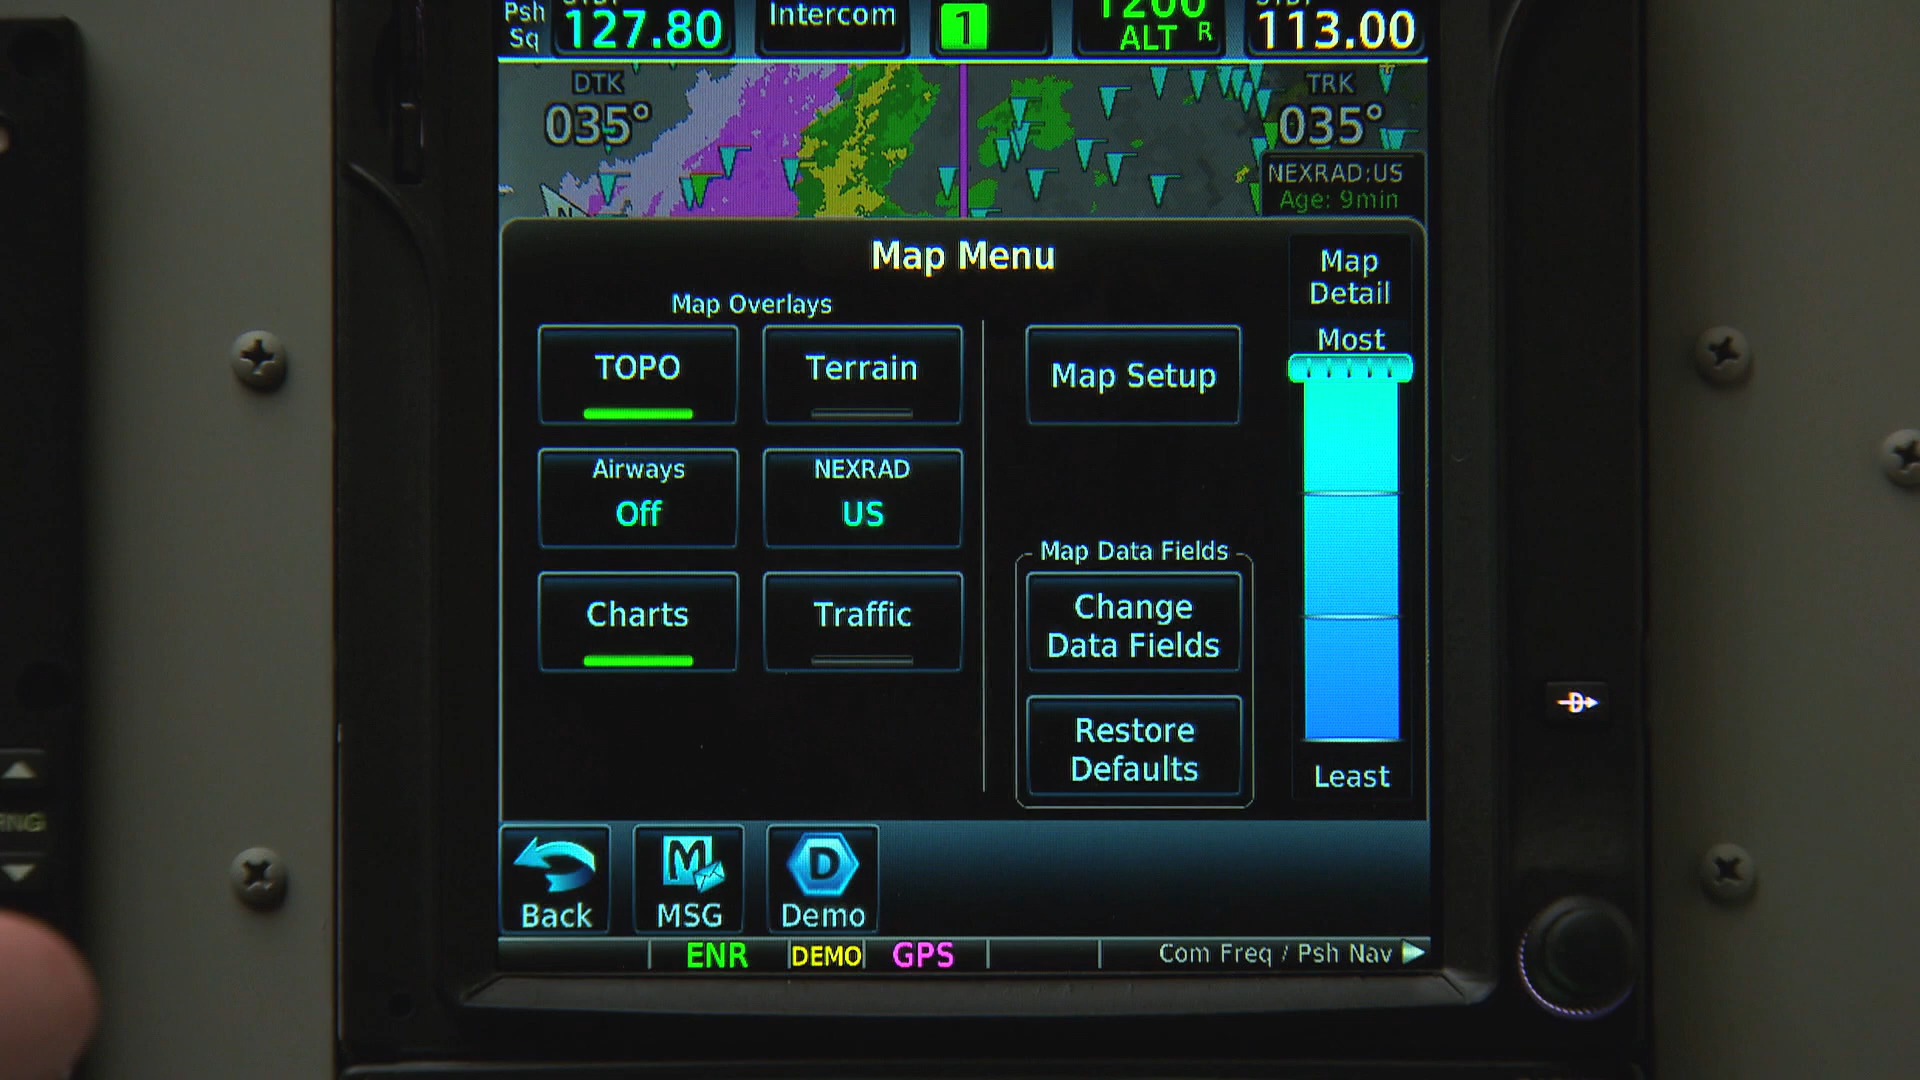 Psh
Sq
127.80
Intercom
1
1200
ALT R
113.00
DTK
035°
TRK
035°
NEXRAD:US
Age: 9min
N
Map Menu
Map Overlays
TOPO
Terrain
Airways
Off
NEXRAD
US
Charts
Traffic
Map Setup
Map Data Fields
Change
Data Fields
Restore
Defaults
Map
Detail
Most
Least
Back
MSG
Demo
ENR
DEMO
GPS
Com Freq / Psh Nav